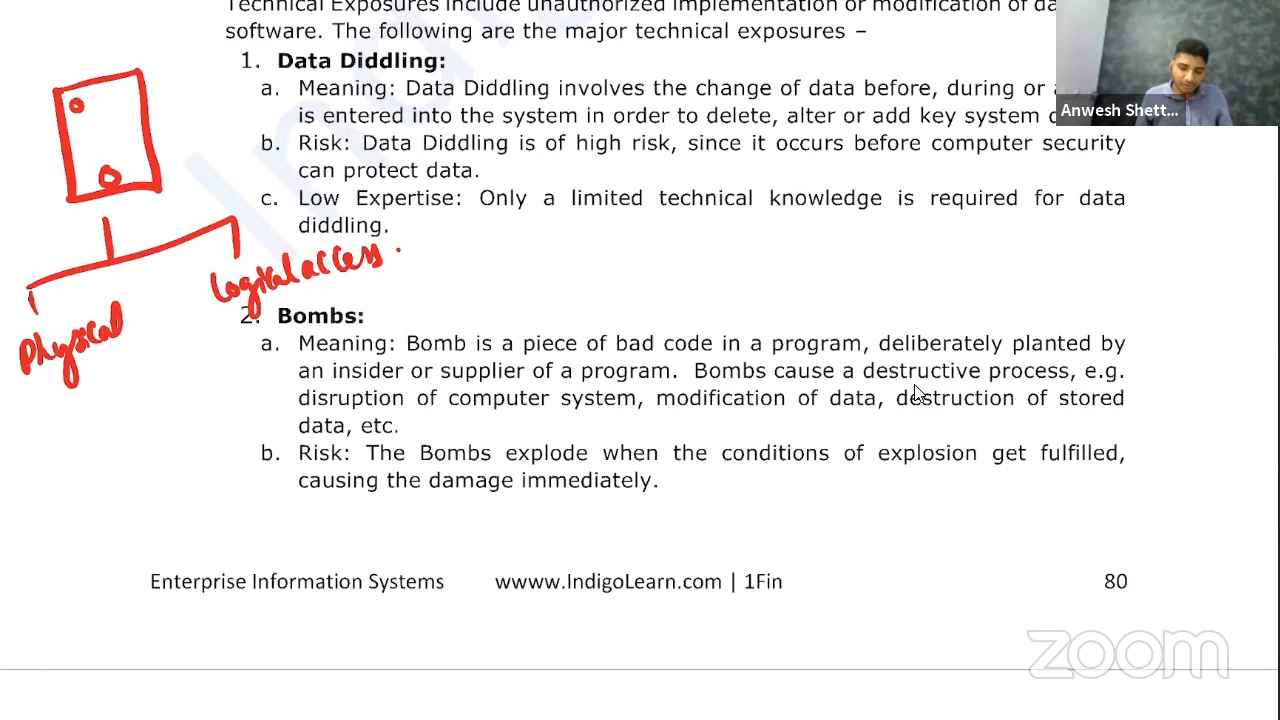 Technical Exposures include unauthorized implementation or modification of da
software. The following are the major technical exposures –
1. Data Diddling:
a. Meaning: Data Diddling involves the change of data before, during or a
is entered into the system in order to delete, alter or add key system
Anwesh Shett...
b. Risk: Data Diddling is of high risk, since it occurs before computer security
can protect data.
c. Low Expertise: Only a limited technical knowledge is required for data
diddling.
Logical access
Physical
2. Bombs:
a. Meaning: Bomb is a piece of bad code in a program, deliberately planted by
an insider or supplier of a program. Bombs cause a destructive process, e.g.
disruption of computer system, modification of data, destruction of stored
data, etc.
b. Risk: The Bombs explode when the conditions of explosion get fulfilled,
causing the damage immediately.
Enterprise Information Systems wwww.IndigoLearn.com | 1Fin 80
zoom